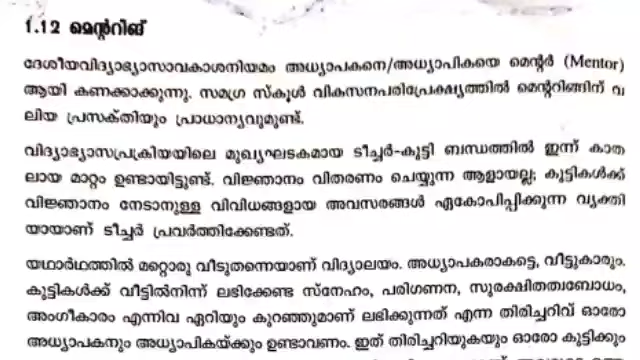 1.12 മെന്ററിങ്
ദേശീയവിദ്യാഭ്യാസാവകാശനിയമം അധ്യാപകനെ/അധ്യാപികയെ മെന്റർ (Mentor)
ആയി കണക്കാക്കുന്നു. സമഗ്ര സ്കൂൾ വികസനപരിപ്രേക്ഷ്യത്തിൽ മെന്ററിങ്ങിന് വ
ലിയ പ്രസക്തിയും പ്രാധാന്യവുമുണ്ട്.
വിദ്യാഭ്യാസപ്രക്രിയയിലെ മുഖ്യഘടകമായ ടീച്ചർ-കുട്ടി ബന്ധത്തിൽ ഇന്ന് കാത
ലായ മാറ്റം ഉണ്ടായിട്ടുണ്ട്. വിജ്ഞാനം വിതരണം ചെയ്യുന്ന ആളായല്ല; കുട്ടികൾക്ക്
വിജ്ഞാനം നേടാനുള്ള വിവിധങ്ങളായ അവസരങ്ങൾ ഏകോപിപ്പിക്കുന്ന വ്യക്തി
യായാണ് ടീച്ചർ പ്രവർത്തിക്കേണ്ടത്.
യഥാർഥത്തിൽ മറ്റൊരു വീടുതന്നെയാണ് വിദ്യാലയം. അധ്യാപകരാകട്ടെ, വീട്ടുകാരും.
കുട്ടികൾക്ക് വീട്ടിൽനിന്ന് ലഭിക്കേണ്ട സ്നേഹം, പരിഗണന, സുരക്ഷിതത്വബോധം,
അംഗീകാരം എന്നിവ ഏറിയും കുറഞ്ഞുമാണ് ലഭിക്കുന്നത് എന്ന തിരിച്ചറിവ് ഓരോ
അധ്യാപകനും അധ്യാപികയ്ക്കും ഉണ്ടാവണം. ഇത് തിരിച്ചറിയുകയും ഓരോ കുട്ടിക്കും